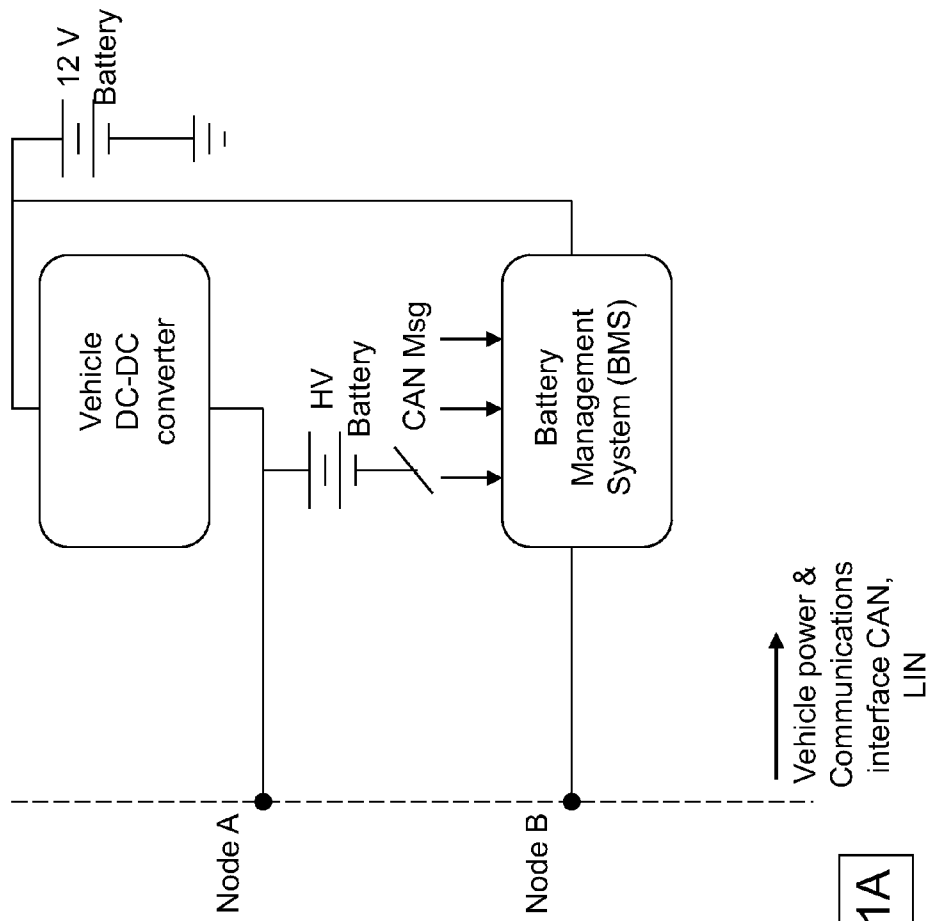 12 V
Battery
Vehicle
DC-DC
converter
HV
Battery
CAN Msg
Battery
Management
System (BMS)
Node A
Node B
Vehicle power &
Communications
interface CAN,
LIN
1A